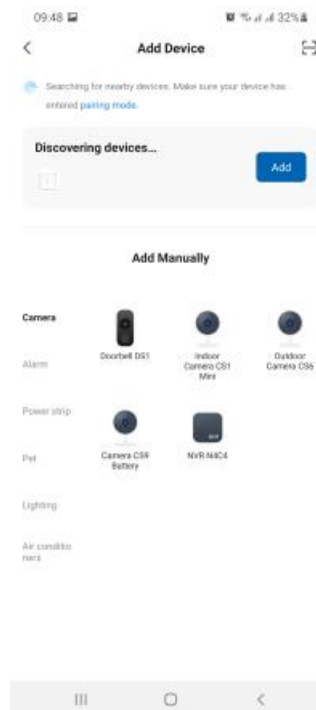 09:48
32%
Add Device
Searching for nearby devices. Make sure your device has
entered pairing mode.
Discovering devices...
Add
Add Manually
Camera
Doorbell DS1
Indoor
Camera CS1
Mini
Outdoor
Camera CS6
Alarm
Power strip
Camera CS9
Battery
NVR N4C4
Pet
Lighting
Air conditio
ners